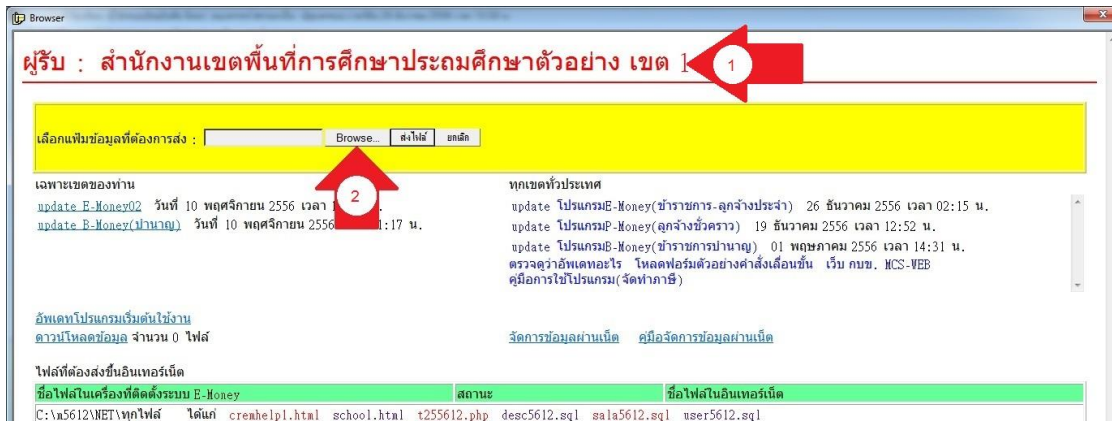 Browser
ผู้รับ : สำนักงานเขตพื้นที่การศึกษาประถมศึกษาตัวอย่าง เขต 1
1
เลือกแฟ้มข้อมูลที่ต้องการส่ง : Browse... ส่งไฟล์ ยกเลิก
2
เฉพาะเขตของท่าน
update E-Money02 วันที่ 10 พฤศจิกายน 2556 เวลา
update B-Money(บำนาญ) วันที่ 10 พฤศจิกายน 2556 1:17 น.
ทุกเขตทั่วประเทศ
update โปรแกรมE-Money(ข้าราชการ-ลูกจ้างประจำ) 26 ธันวาคม 2556 เวลา 02:15 น.
update โปรแกรมP-Money(ลูกจ้างชั่วคราว) 19 ธันวาคม 2556 เวลา 12:52 น.
update โปรแกรมB-Money(ข้าราชการบำนาญ) 01 พฤษภาคม 2556 เวลา 14:31 น.
ตรวจดูว่าอัพเดทอะไร โหลดฟอร์มตัวอย่างคำสั่งเลื่อนขั้น เว็บ กบข. MCS-WEB
คู่มือการใช้โปรแกรม(จัดทำภาษี)
อัพเดทโปรแกรมเริ่มต้นใช้งาน
ดาวน์โหลดข้อมูล จำนวน 0 ไฟล์
จัดการข้อมูลผ่านเน็ต คู่มือจัดการข้อมูลผ่านเน็ต
ไฟล์ที่ต้องส่งขึ้นอินเทอร์เน็ต
ชื่อไฟล์ในเครื่องที่ติดตั้งระบบ E-Money สถานะ ชื่อไฟล์ในอินเทอร์เน็ต
C:\m5612\NET\ทุกไฟล์ ได้แก่ cremhelp1.html school.html t255612.php desc5612.sql sala5612.sql user5612.sql